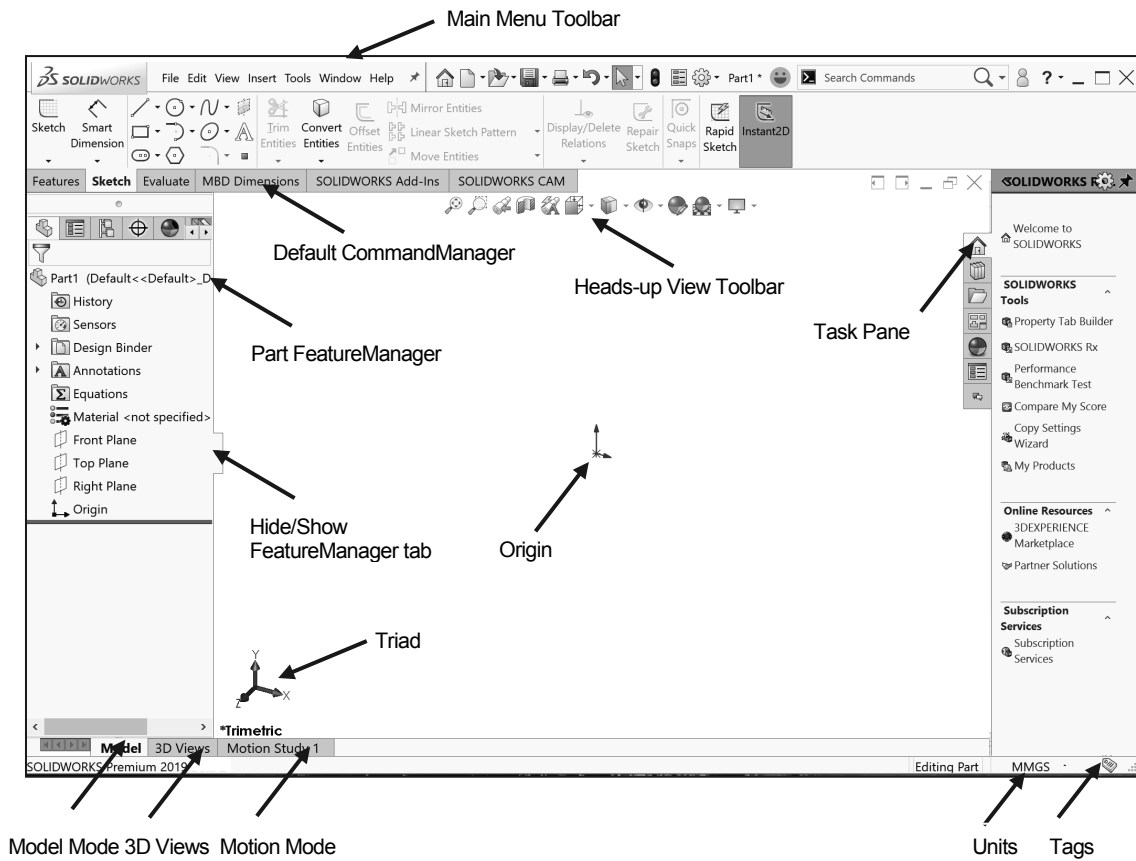 Main Menu Toolbar
SOLIDWORKS File Edit View Insert Tools Window Help Part1 * Search Commands ?
Sketch Smart Dimension Trim Entities Convert Entities Offset Entities Mirror Entities
Linear Sketch Pattern
Move Entities
Display/Delete Relations Repair Sketch Quick Snaps Rapid Sketch Instant2D
Features Sketch Evaluate MBD Dimensions SOLIDWORKS Add-Ins SOLIDWORKS CAM
Default CommandManager
Heads-up View Toolbar
Task Pane
Part1 (Default<<Default>_D
History
Sensors
Design Binder
Annotations
Equations
Material <not specified>
Front Plane
Top Plane
Right Plane
Origin
Part FeatureManager
Hide/Show
FeatureManager tab
Origin
Triad
Y
X
Z
*Trimetric
SOLIDWORKS R
Welcome to
SOLIDWORKS
SOLIDWORKS
Tools
Property Tab Builder
SOLIDWORKS Rx
Performance
Benchmark Test
Compare My Score
Copy Settings
Wizard
My Products
Online Resources
3DEXPERIENCE
Marketplace
Partner Solutions
Subscription
Services
Subscription
Services
Model 3D Views Motion Study 1
SOLIDWORKS Premium 2019 Editing Part MMGS
Model Mode 3D Views Motion Mode Units Tags